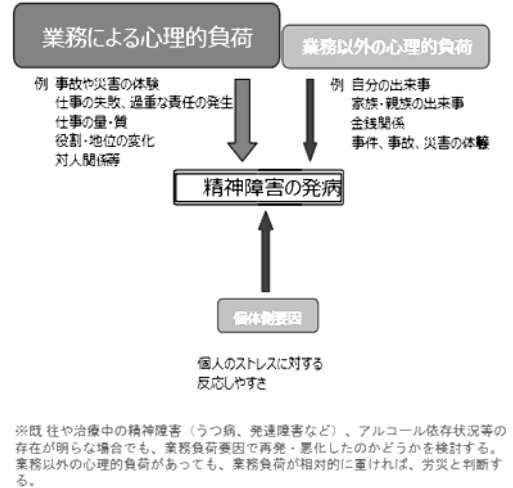 業務による心理的負荷
業務以外の心理的負荷
例 事故や災害の体験
仕事の失敗、過重な責任の発生
仕事の量・質
役割・地位の変化
対人関係等
例 自分の出来事
家族・親族の出来事
金銭関係
事件、事故、災害の体験
精神障害の発病
個体側要因
個人のストレスに対する
反応しやすさ
※既 往や治療中の精神障害（うつ病、発達障害など）、アルコール依存状況等の
存在が明らな場合でも、業務負荷要因で再発・悪化したのかどうかを検討する。
業務以外の心理的負荷があっても、業務負荷が相対的に重ければ、労災と判断す
る。